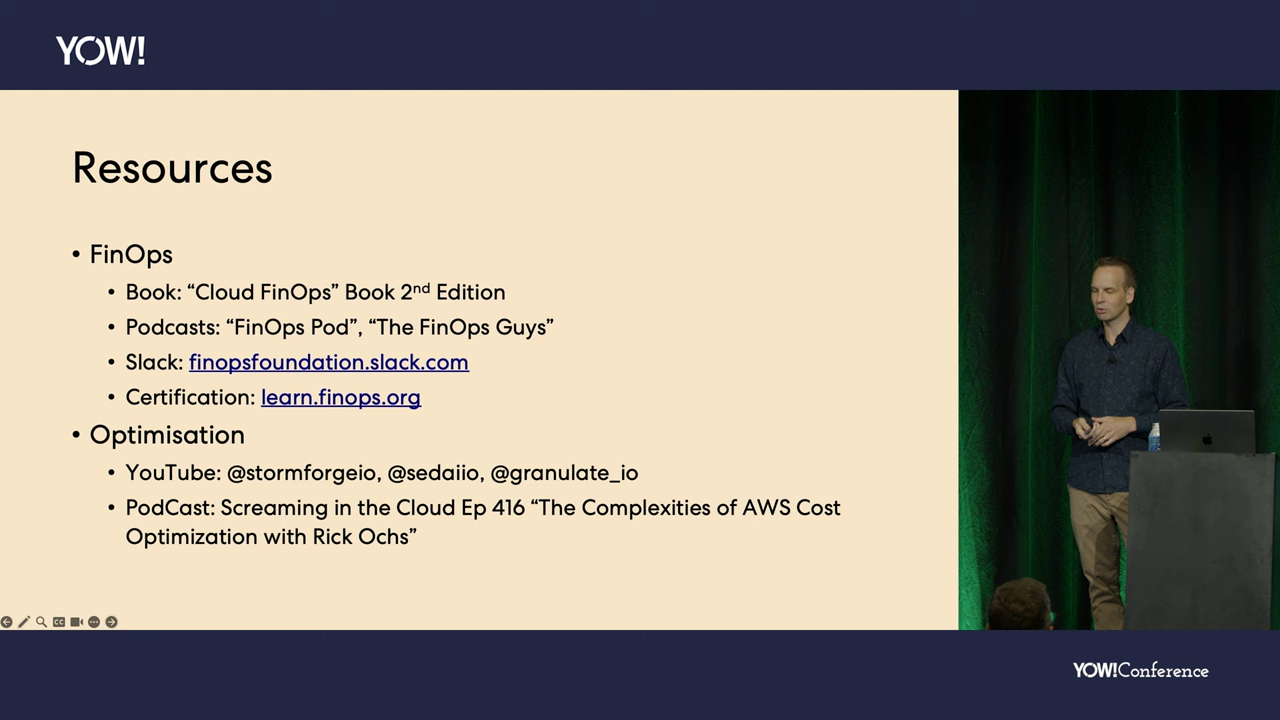 YOW!
Resources
• FinOps
• Book: “Cloud FinOps” Book 2nd Edition
• Podcasts: “FinOps Pod”, “The FinOps Guys”
• Slack: finopsfoundation.slack.com
• Certification: learn.finops.org
• Optimisation
• YouTube: @stormforgeio, @sedaiio, @granulate_io
• PodCast: Screaming in the Cloud Ep 416 “The Complexities of AWS Cost
Optimization with Rick Ochs”
CC
YOW!Conference